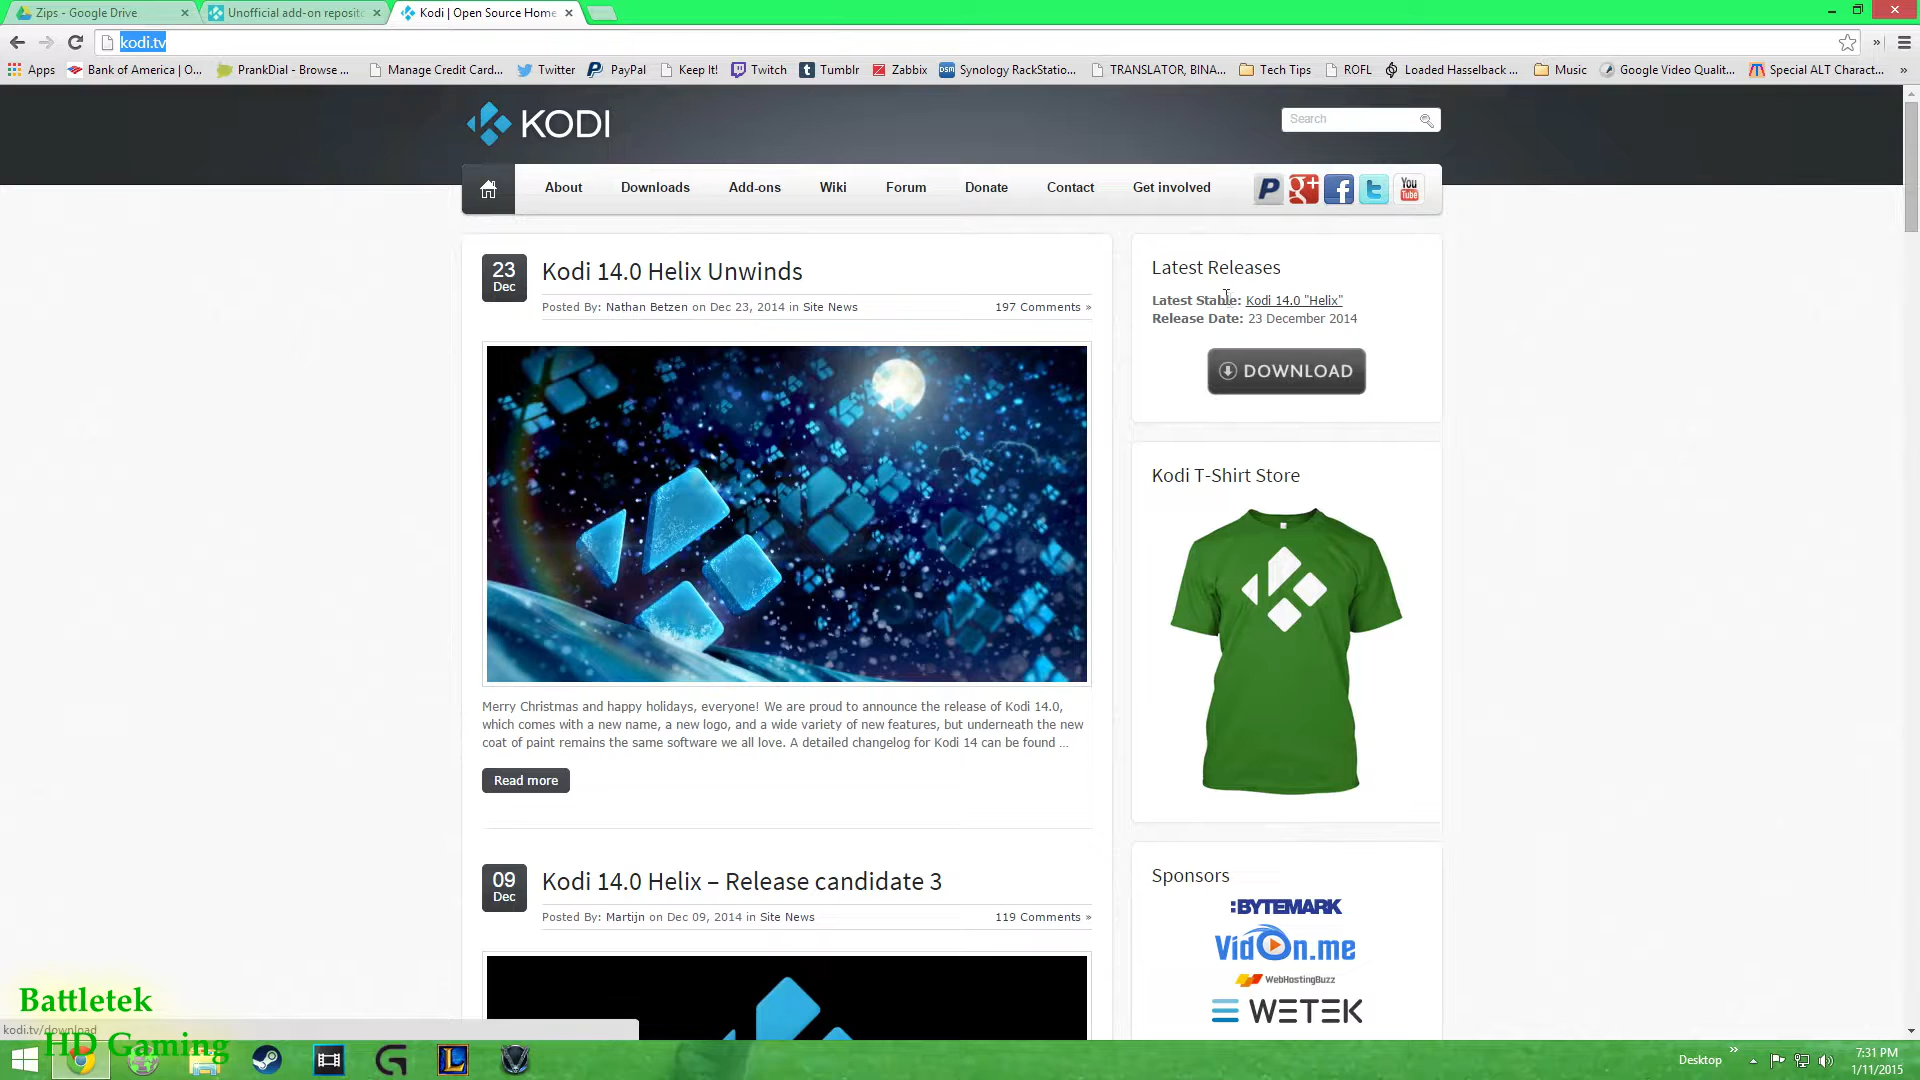 Zips - Google Drive
Unofficial add-on reposit
Kodi | Open Source Home
kodi.tv
Apps
Bank of America | O...
PrankDial - Browse ...
Manage Credit Card...
Twitter
PayPal
Keep It!
Twitch
Tumblr
Zabbix
Synology RackStatio...
TRANSLATOR, BINA...
Tech Tips
ROFL
Loaded Hasselback ...
Music
Google Video Qualit...
Special ALT Charact...
KODI
Search
About
Downloads
Add-ons
Wiki
Forum
Donate
Contact
Get involved
You Tube
23
Dec
Kodi 14.0 Helix Unwinds
Posted By: Nathan Betzen on Dec 23, 2014 in Site News
197 Comments »
Merry Christmas and happy holidays, everyone! We are proud to announce the release of Kodi 14.0,
which comes with a new name, a new logo, and a wide variety of new features, but underneath the new
coat of paint remains the same software we all love. A detailed changelog for Kodi 14 can be found ...
Read more
09
Dec
Kodi 14.0 Helix – Release candidate 3
Posted By: Martijn on Dec 09, 2014 in Site News
119 Comments »
Latest Releases
Latest Stable: Kodi 14.0 "Helix"
Release Date: 23 December 2014
DOWNLOAD
Kodi T-Shirt Store
Sponsors
:BYTEMARK
VidOn.me
WebHostingBuzz
WETEK
Battletek
HD Gaming
kodi.tv/download
Desktop
7:31 PM
1/11/2015